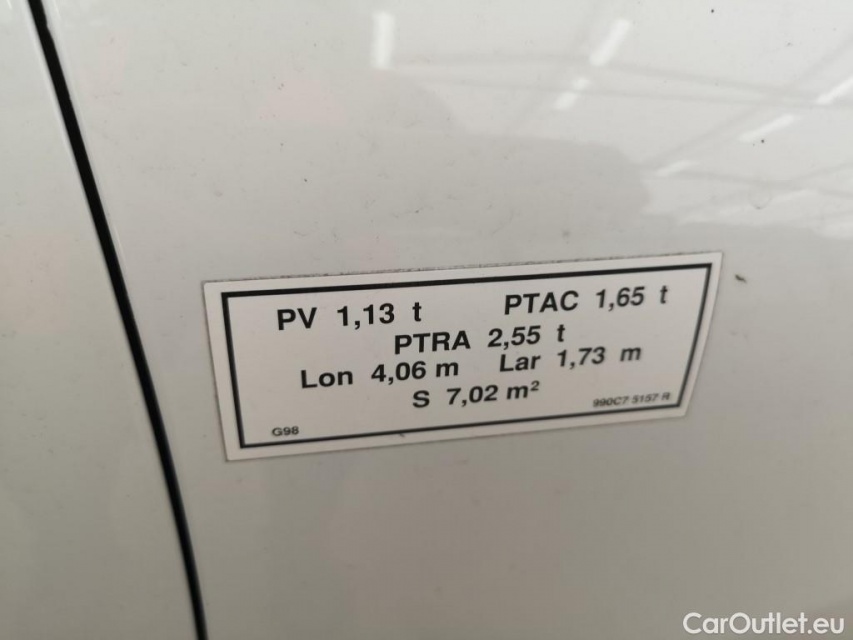 PV 1,13 t PTAC 1,65 t
PTRA 2,55 t
Lon 4,06 m Lar 1,73 m
S 7,02 m²
G98 990C7 5157 R
CarOutlet.eu